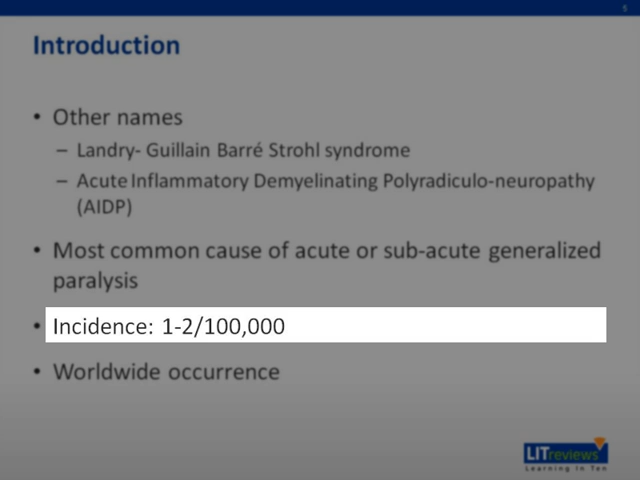 5
Introduction
• Other names
– Landry- Guillain Barré Strohl syndrome
– Acute Inflammatory Demyelinating Polyradiculo-neuropathy
(AIDP)
• Most common cause of acute or sub-acute generalized
paralysis
• Incidence: 1-2/100,000
• Worldwide occurrence
LITreviews
Learning In Ten